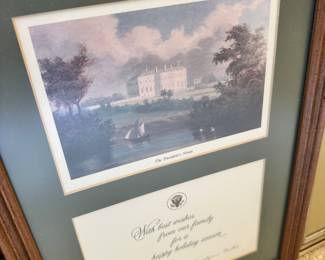 The President's House
With best wishes
from our family
for a
happy holiday season